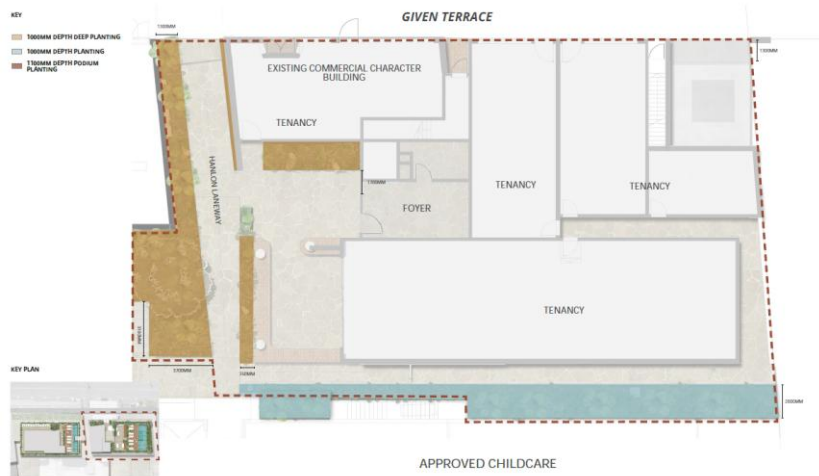 GIVEN TERRACE
KEY
1000MM DEPTH DEEP PLANTING
1000MM DEPTH PLANTING
1100MM DEPTH PODIUM
PLANTING
EXISTING COMMERCIAL CHARACTER
BUILDING
TENANCY
HANLON LANEWAY
TENANCY
TENANCY
FOYER
TENANCY
KEY PLAN
APPROVED CHILDCARE